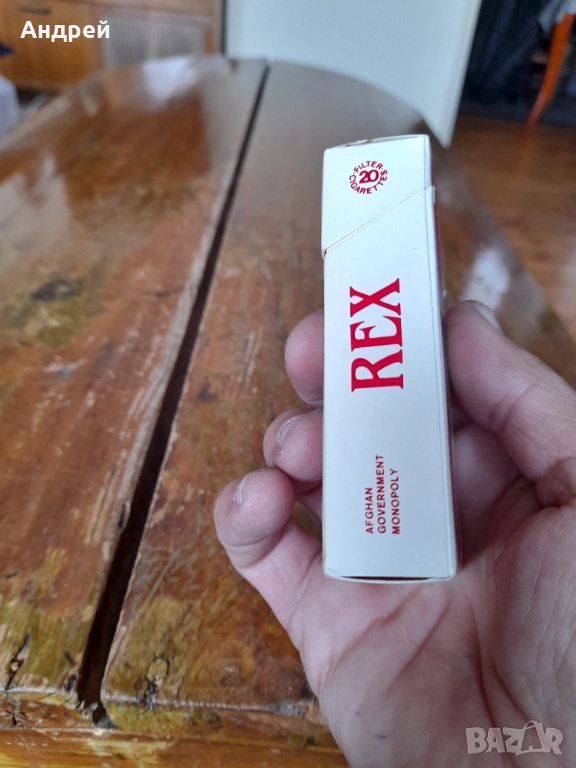 Андрей
FILTER
20
CIGARETTES
REX
AFGHAN
GOVERNMENT
MONOPOLY
BAZAR